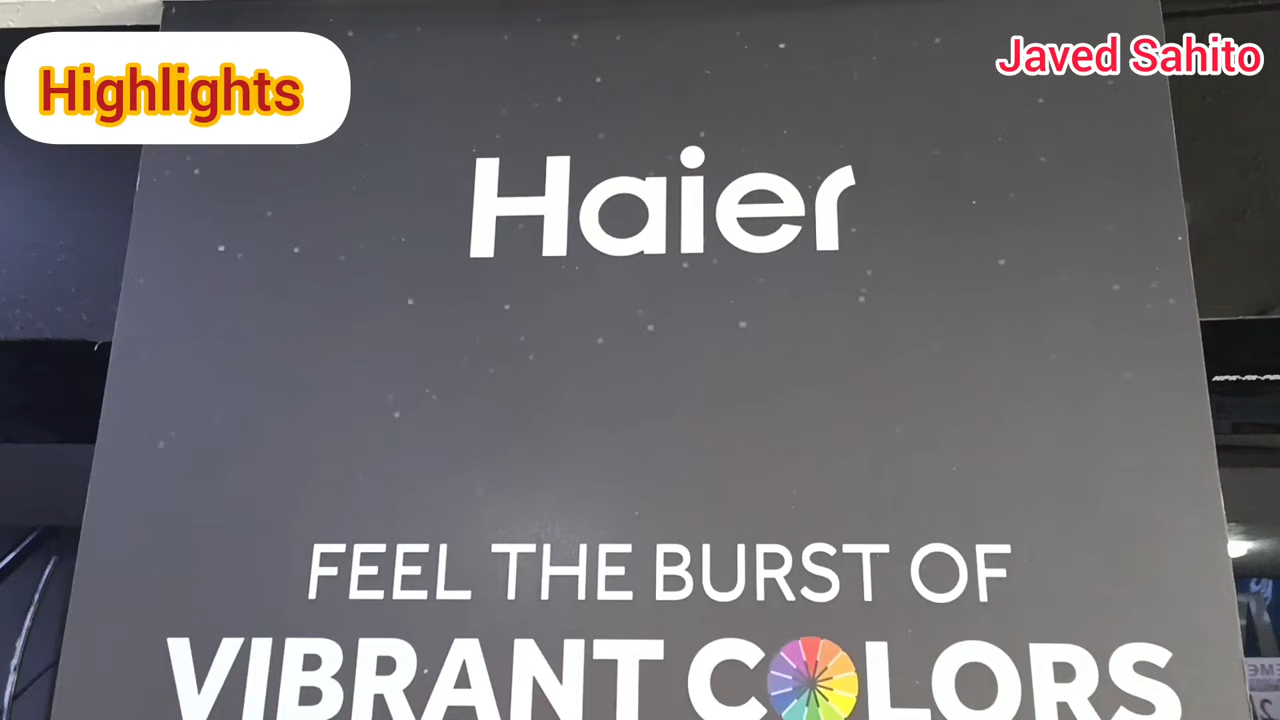 Highlights
Javed Sahito
Haier
FEEL THE BURST OF
VIBRANT COLORS